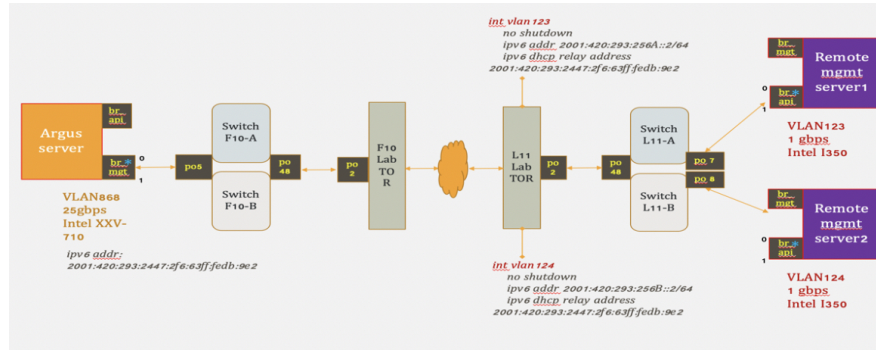 int vlan 123
no shutdown
ipv6 addr 2001:420:293:256A::2/64
ipv6 dhcp relay address
2001:420:293:2447:2f6:63ff:fedb:9e2
Argus
server
br_
api
br_*
mgt
0
1
VLAN868
25gbps
Intel XXV-
710
ipv6 addr:
2001:420:293:2447:2f6:63ff:fedb:9e2
po5
Switch
F10-A
Switch
F10-B
po
48
po
2
F10
Lab
TO
R
L11
Lab
TOR
po
2
po
48
Switch
L11-A
Switch
L11-B
po 7
po 8
int vlan 124
no shutdown
ipv6 addr 2001:420:293:256B::2/64
ipv6 dhcp relay address
2001:420:293:2447:2f6:63ff:fedb:9e2
br_
mgt
0
br_*
api
1
Remote
mgmt
server1
VLAN123
1 gbps
Intel I350
br_
mgt
0
br_*
api
1
Remote
mgmt
server2
VLAN124
1 gbps
Intel I350